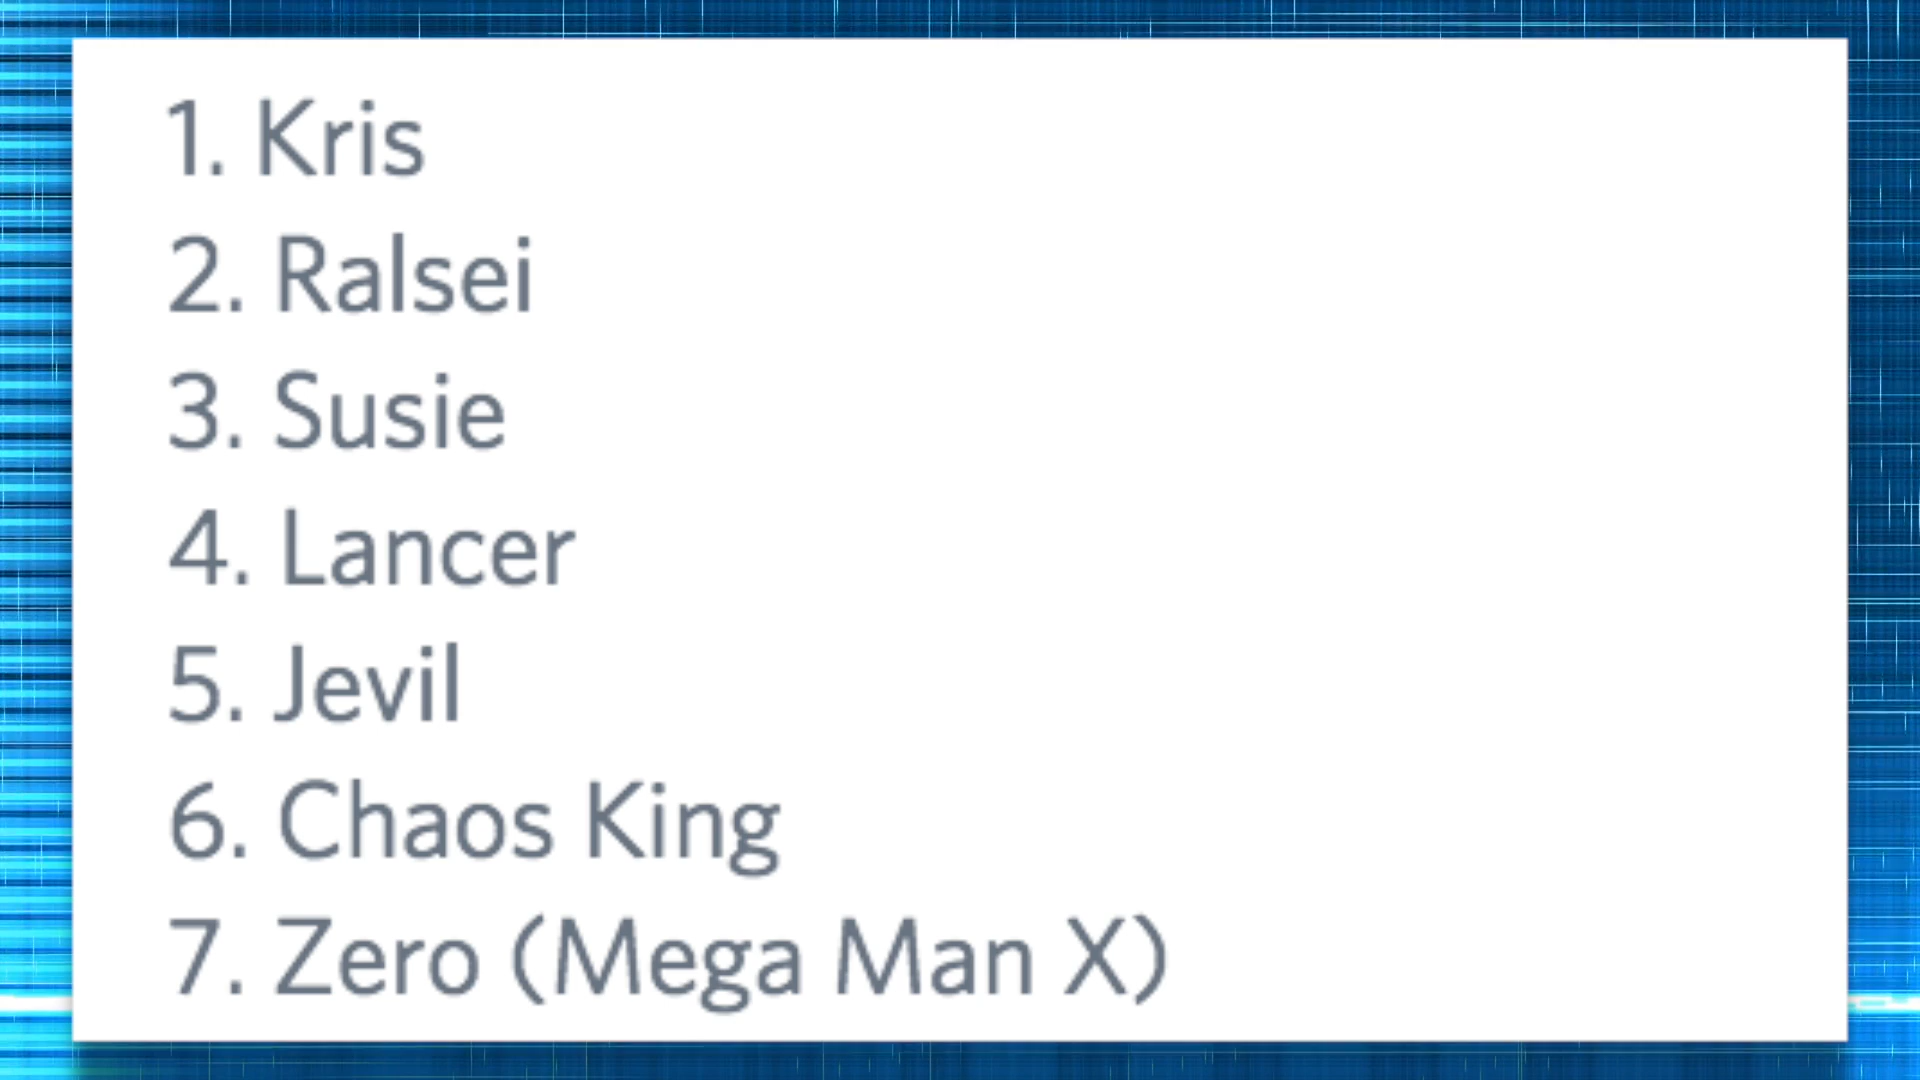 1. Kris
2. Ralsei
3. Susie
4. Lancer
5. Jevil
6. Chaos King
7. Zero (Mega Man X)